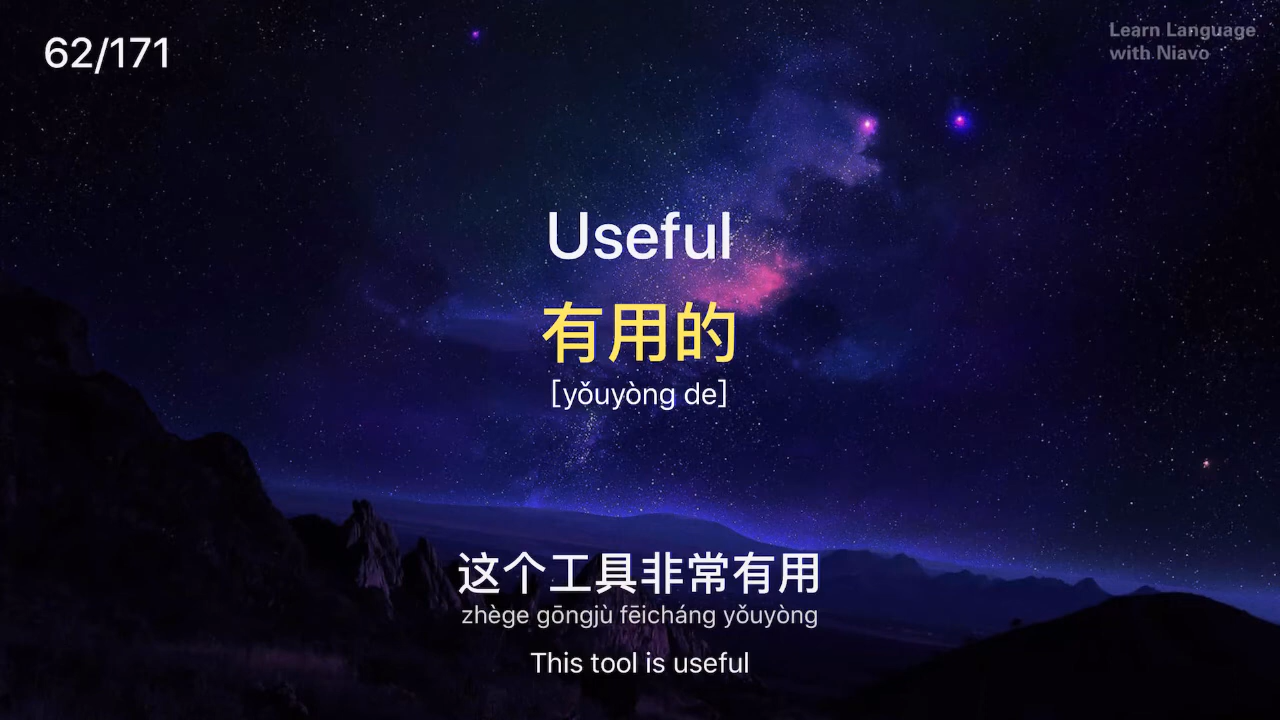 62/171
Learn Language
with Niavo
Useful
有用的
[yǒuyòng de]
这个工具非常有用
zhège gōngjù fēicháng yǒuyòng
This tool is useful